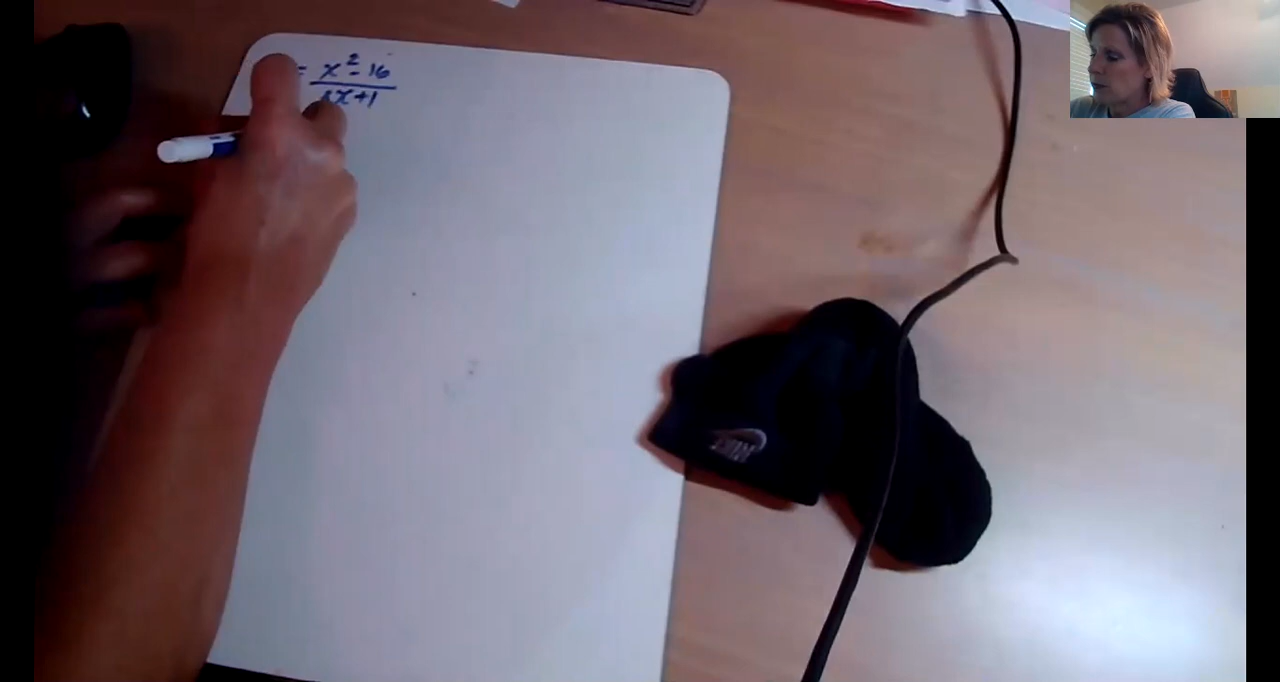 = x² - 16
x+1